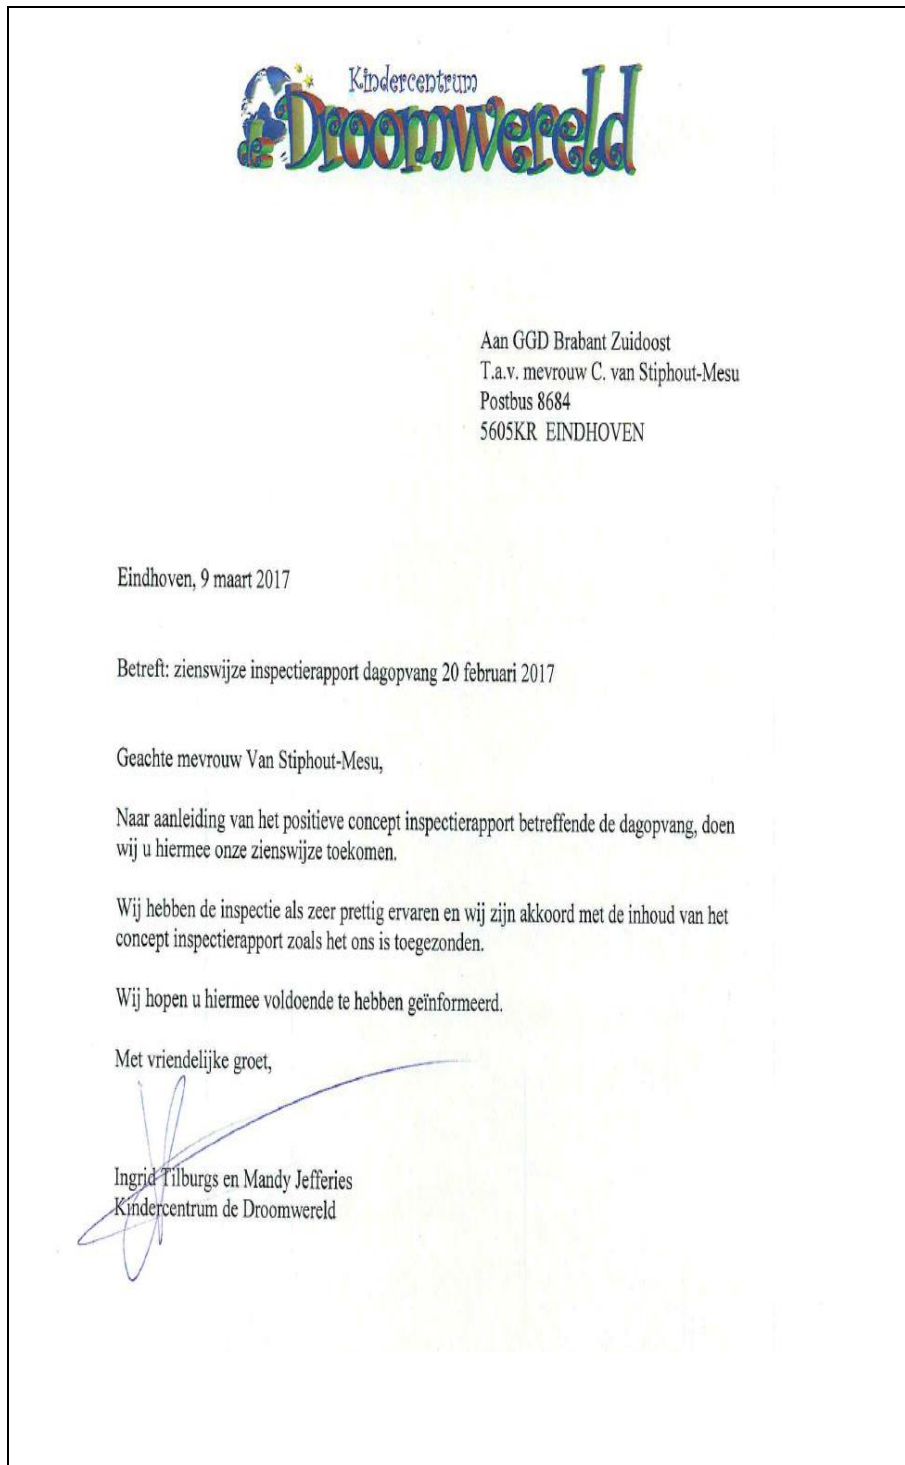 Kindercentrum
de Droomwereld
Aan GGD Brabant Zuidoost
T.a.v. mevrouw C. van Stiphout-Mesu
Postbus 8684
5605KR EINDHOVEN
Eindhoven, 9 maart 2017
Betreft: zienswijze inspectierapport dagopvang 20 februari 2017
Geachte mevrouw Van Stiphout-Mesu,
Naar aanleiding van het positieve concept inspectierapport betreffende de dagopvang, doen
wij u hiermee onze zienswijze toekomen.
Wij hebben de inspectie als zeer prettig ervaren en wij zijn akkoord met de inhoud van het
concept inspectierapport zoals het ons is toegezonden.
Wij hopen u hiermee voldoende te hebben geïnformeerd.
Met vriendelijke groet,
Ingrid Tilburgs en Mandy Jefferies
Kindercentrum de Droomwereld